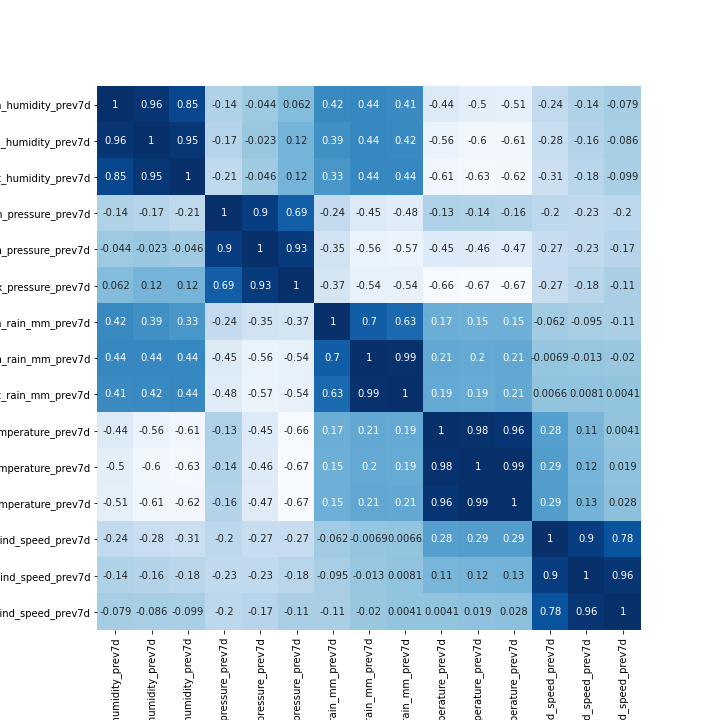 _humidity_prev7d 1 0.96 0.85 -0.14 -0.044 0.062 0.42 0.44 0.41 -0.44 -0.5 -0.51 -0.24 -0.14 -0.079
_humidity_prev7d 0.96 1 0.95 -0.17 -0.023 0.12 0.39 0.44 0.42 -0.56 -0.6 -0.61 -0.28 -0.16 -0.086
_humidity_prev7d 0.85 0.95 1 -0.21 -0.046 0.12 0.33 0.44 0.44 -0.61 -0.63 -0.62 -0.31 -0.18 -0.099
_pressure_prev7d -0.14 -0.17 -0.21 1 0.9 0.69 -0.24 -0.45 -0.48 -0.13 -0.14 -0.16 -0.2 -0.23 -0.2
_pressure_prev7d -0.044 -0.023 -0.046 0.9 1 0.93 -0.35 -0.56 -0.57 -0.45 -0.46 -0.47 -0.27 -0.23 -0.17
_pressure_prev7d 0.062 0.12 0.12 0.69 0.93 1 -0.37 -0.54 -0.54 -0.66 -0.67 -0.67 -0.27 -0.18 -0.11
_rain_mm_prev7d 0.42 0.39 0.33 -0.24 -0.35 -0.37 1 0.7 0.63 0.17 0.15 0.15 -0.062 -0.095 -0.11
_rain_mm_prev7d 0.44 0.44 0.44 -0.45 -0.56 -0.54 0.7 1 0.99 0.21 0.2 0.21 -0.0069 -0.013 -0.02
_rain_mm_prev7d 0.41 0.42 0.44 -0.48 -0.57 -0.54 0.63 0.99 1 0.19 0.19 0.21 0.0066 0.0081 0.0041
mperature_prev7d -0.44 -0.56 -0.61 -0.13 -0.45 -0.66 0.17 0.21 0.19 1 0.98 0.96 0.28 0.11 0.0041
mperature_prev7d -0.5 -0.6 -0.63 -0.14 -0.46 -0.67 0.15 0.2 0.19 0.98 1 0.99 0.29 0.12 0.019
mperature_prev7d -0.51 -0.61 -0.62 -0.16 -0.47 -0.67 0.15 0.21 0.21 0.96 0.99 1 0.29 0.13 0.028
ind_speed_prev7d -0.24 -0.28 -0.31 -0.2 -0.27 -0.27 -0.062 -0.0069 0.0066 0.28 0.29 0.29 1 0.9 0.78
ind_speed_prev7d -0.14 -0.16 -0.18 -0.23 -0.23 -0.18 -0.095 -0.013 0.0081 0.11 0.12 0.13 0.9 1 0.96
ind_speed_prev7d -0.079 -0.086 -0.099 -0.2 -0.17 -0.11 -0.11 -0.02 0.0041 0.0041 0.019 0.028 0.78 0.96 1
humidity_prev7d
humidity_prev7d
humidity_prev7d
pressure_prev7d
pressure_prev7d
pressure_prev7d
rain_mm_prev7d
rain_mm_prev7d
rain_mm_prev7d
perature_prev7d
perature_prev7d
perature_prev7d
d_speed_prev7d
d_speed_prev7d
d_speed_prev7d